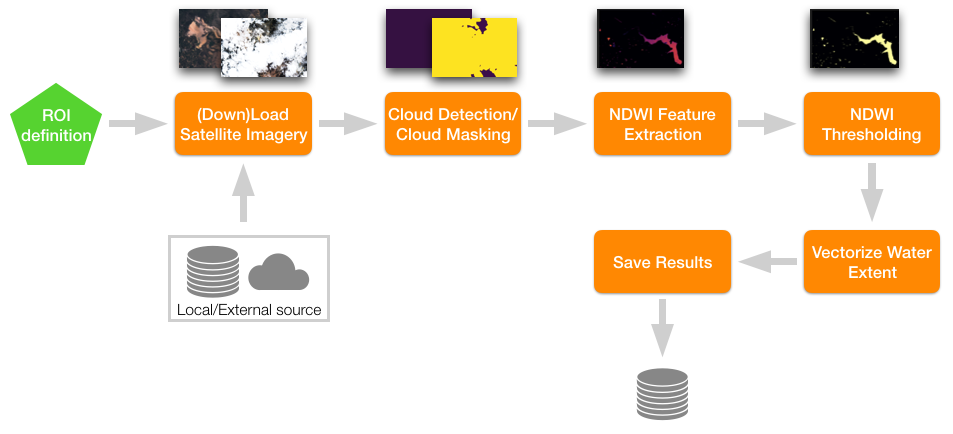 ROI
definition
(Down)Load
Satellite Imagery
Cloud Detection/
Cloud Masking
NDWI Feature
Extraction
NDWI
Thresholding
Local/External source
Save Results
Vectorize Water
Extent